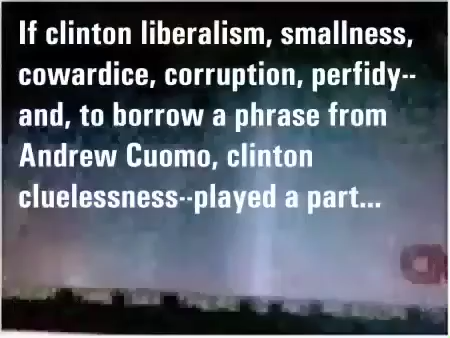 If clinton liberalism, smallness,
cowardice, corruption, perfidy--
and, to borrow a phrase from
Andrew Cuomo, clinton
cluelessness--played a part...